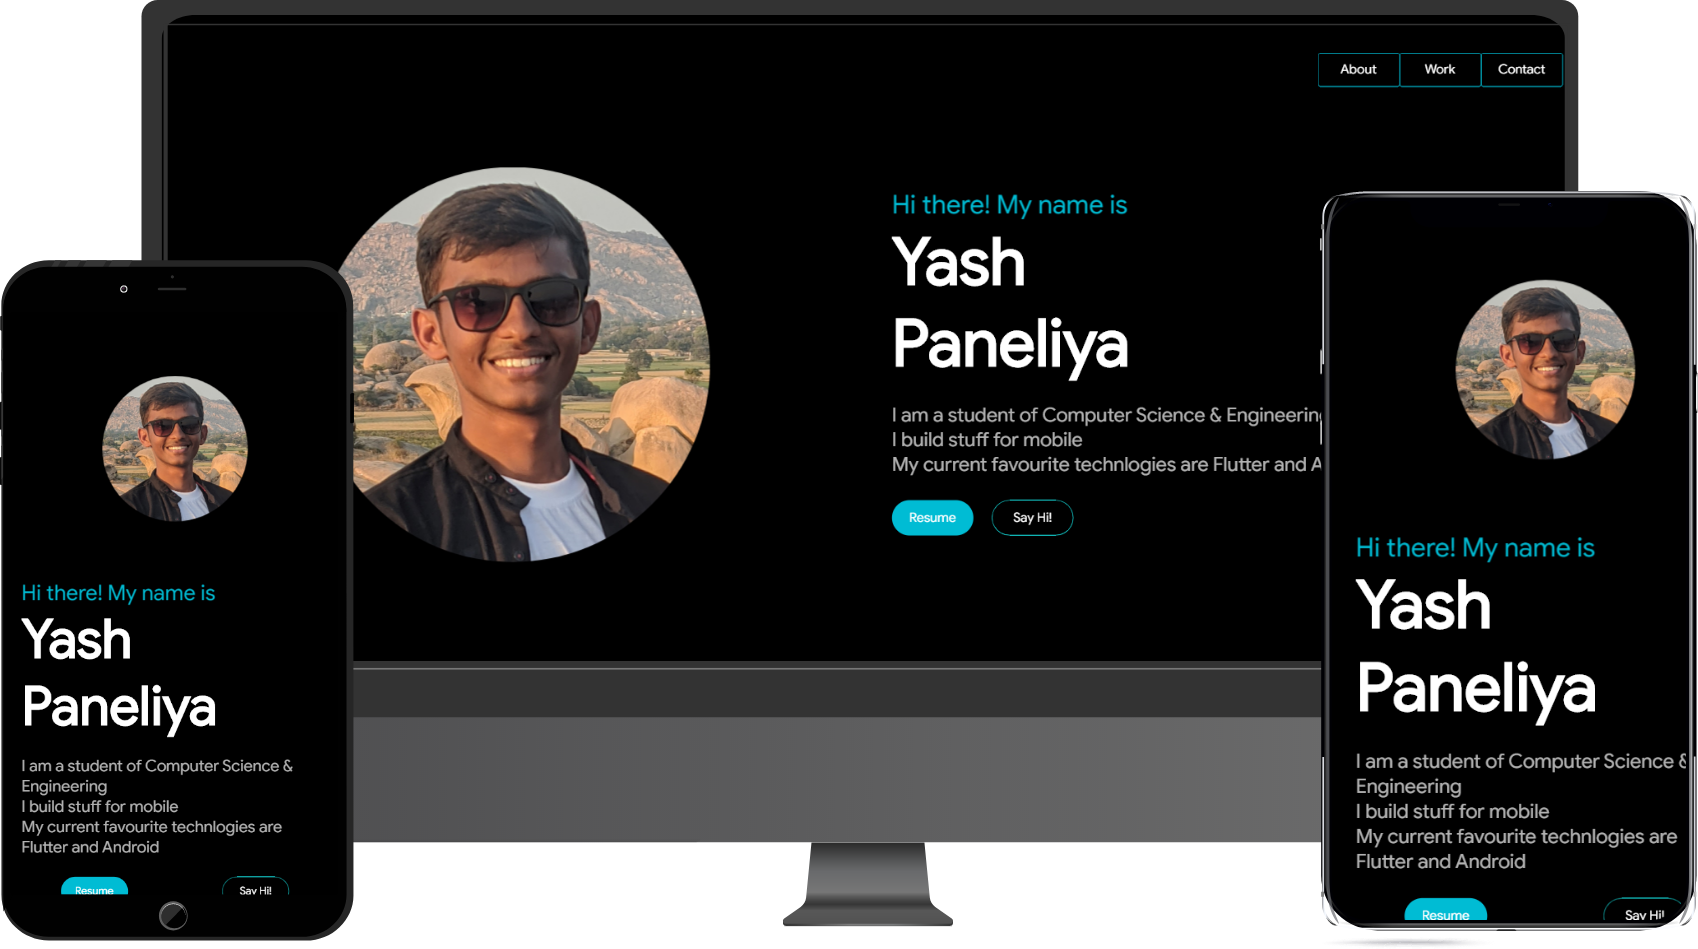 About Work Contact
Hi there! My name is
Yash
Paneliya
I am a student of Computer Science & Engineering
I build stuff for mobile
My current favourite technlogies are Flutter and A
Resume Say Hi!
Hi there! My name is
Yash
Paneliya
I am a student of Computer Science &
Engineering
I build stuff for mobile
My current favourite technlogies are
Flutter and Android
Resume Say Hi!
Hi there! My name is
Yash
Paneliya
I am a student of Computer Science &
Engineering
I build stuff for mobile
My current favourite technlogies are
Flutter and Android
Resume Say Hi!